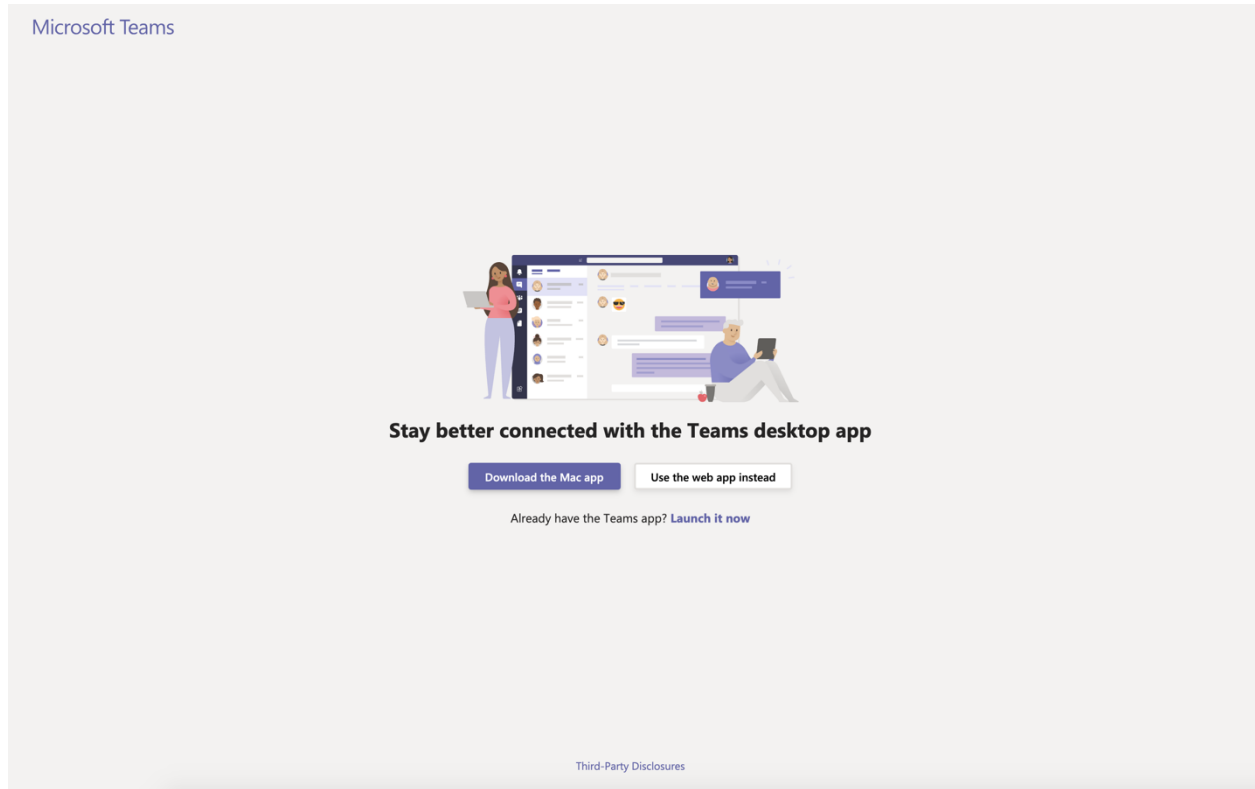 Microsoft Teams
Stay better connected with the Teams desktop app
Download the Mac app
Use the web app instead
Already have the Teams app? Launch it now
Third-Party Disclosures